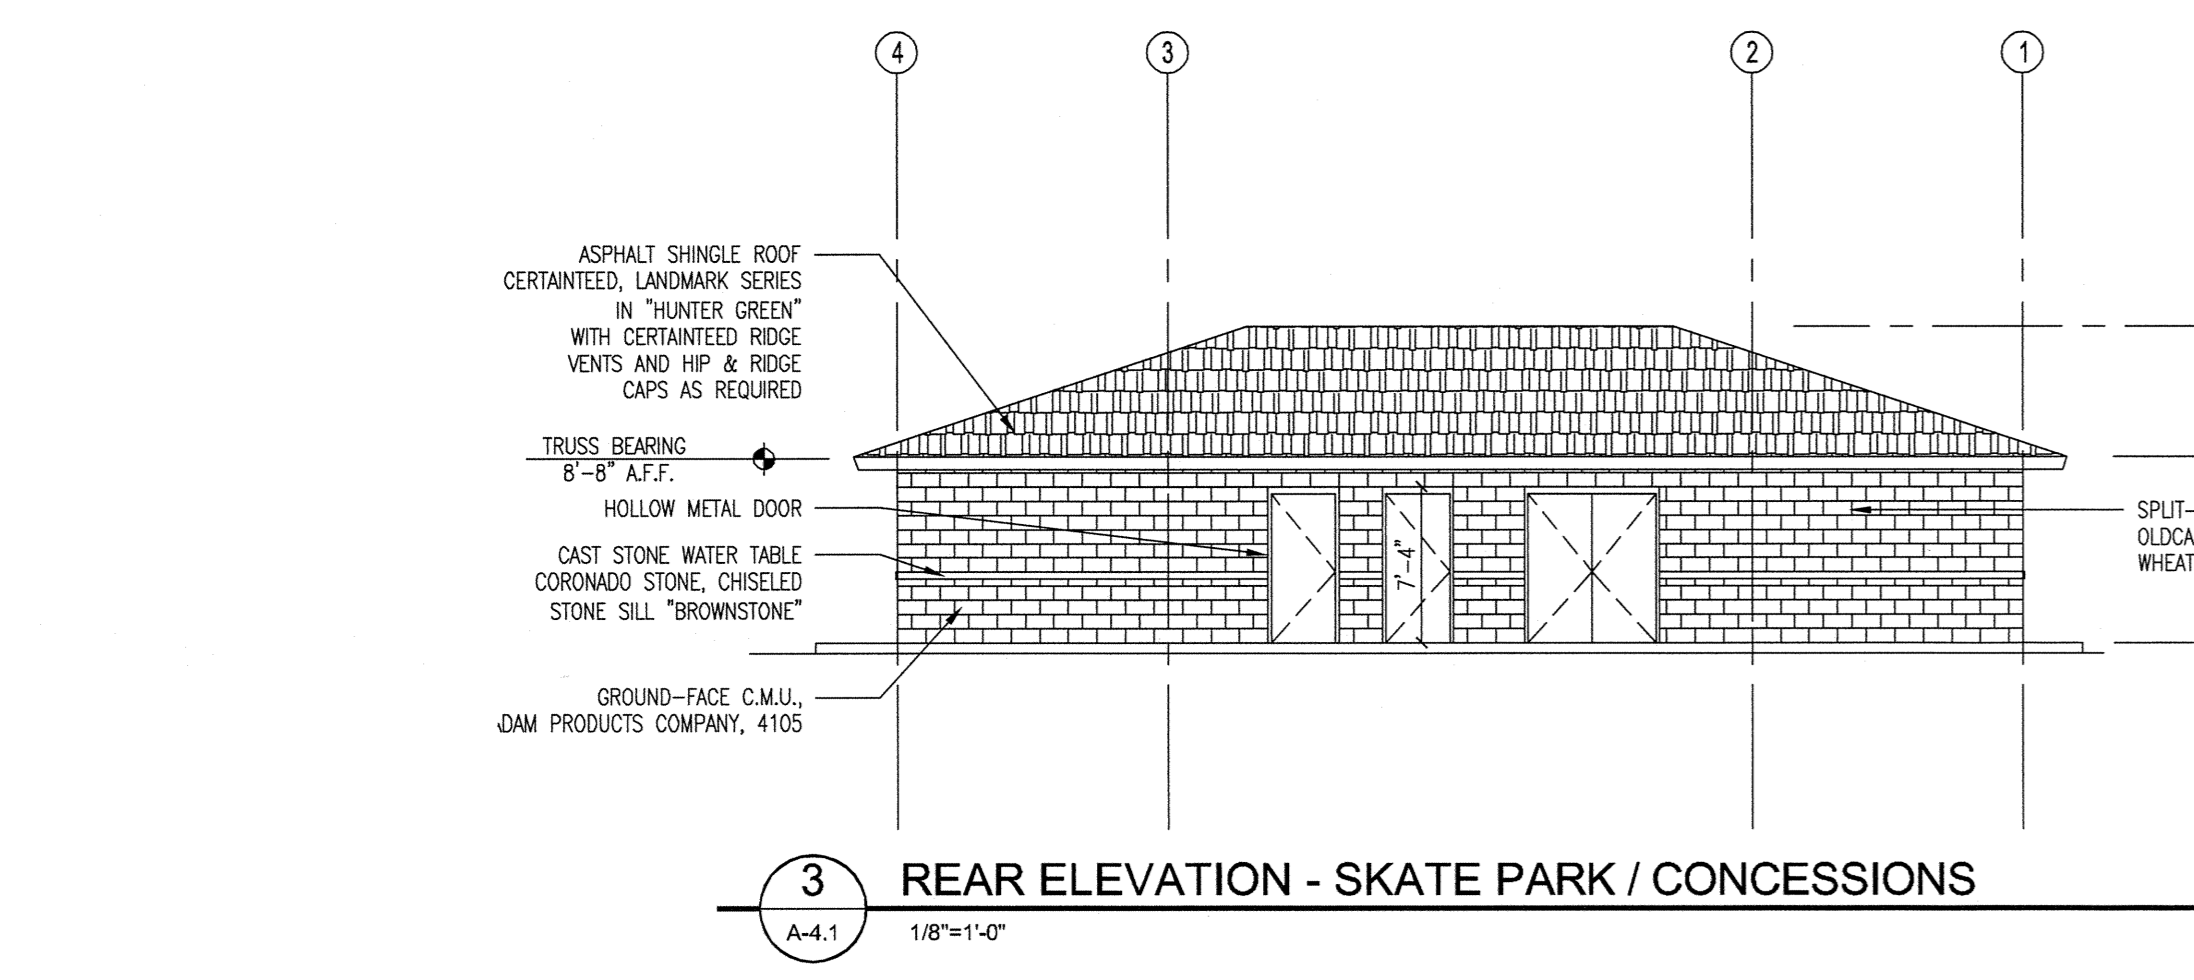 4
3
2
1
ASPHALT SHINGLE ROOF
CERTAINTEED, LANDMARK SERIES
IN "HUNTER GREEN"
WITH CERTAINTEED RIDGE
VENTS AND HIP & RIDGE
CAPS AS REQUIRED
TRUSS BEARING
8'-8" A.F.F.
HOLLOW METAL DOOR
CAST STONE WATER TABLE
CORONADO STONE, CHISELED
STONE SILL "BROWNSTONE"
GROUND-FACE C.M.U.,
DAM PRODUCTS COMPANY, 4105
7'-4"
SPLIT-
OLDCA
WHEAT
3
A-4.1
REAR ELEVATION - SKATE PARK / CONCESSIONS
1/8"=1'-0"